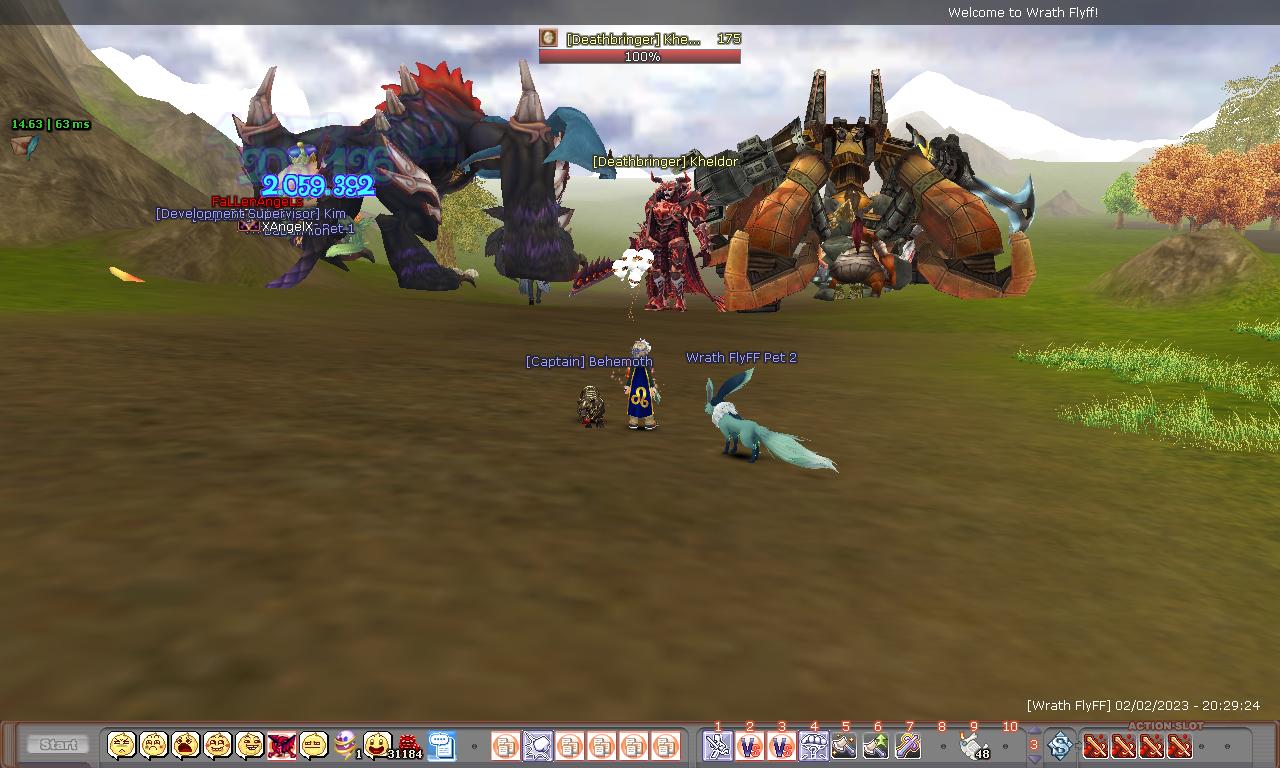 Welcome to Wrath Flyff!
[Deathbringer] Khe... 175
100%
14.63 | 63 ms
[Deathbringer] Kheldor
2.059.392
FaLLenAngeLs
[Development Supervisor] Kim
XAngelX
[Captain] Behemoth
Wrath FlyFF Pet 2
[Wrath FlyFF] 02/02/2023 - 20:29:24
ACTION-SLOT
1 2 3 4 5 6 7 8 9 10
Start
1
31184
48
3